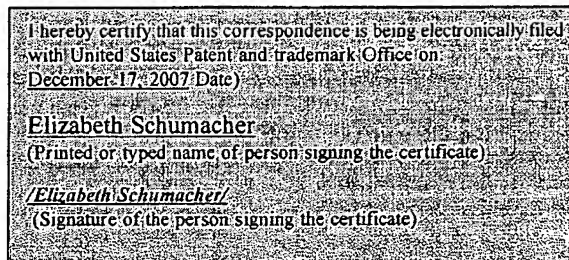 I hereby certify that this correspondence is being electronically filed
with United States Patent and trademark Office on
December 17, 2007 Date)
Elizabeth Schumacher
(Printed or typed name of person signing the certificate)
/Elizabeth Schumacher/
(Signature of the person signing the certificate)